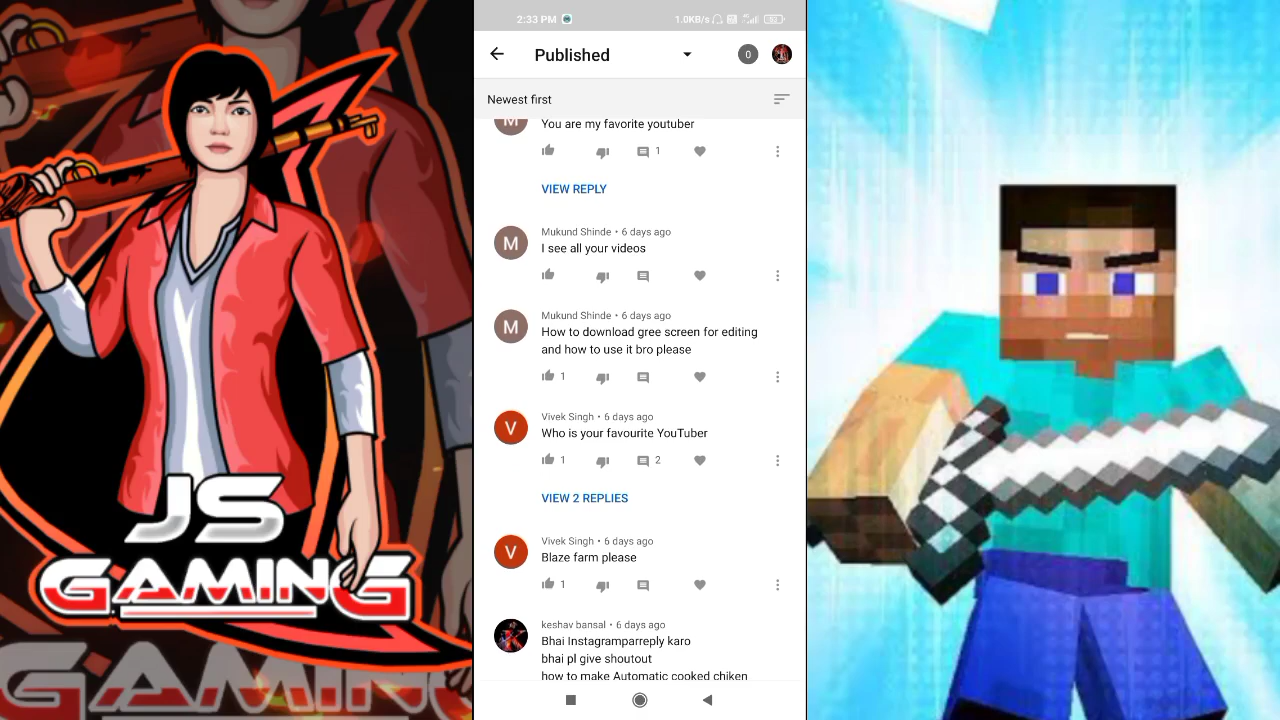 JS
GAMING
GAMING
2:33 PM
1.0KB/s
Published
0
Newest first
M
You are my favorite youtuber
1
VIEW REPLY
M
Mukund Shinde • 6 days ago
I see all your videos
M
Mukund Shinde • 6 days ago
How to download gree screen for editing
and how to use it bro please
1
V
Vivek Singh • 6 days ago
Who is your favourite YouTuber
1
2
VIEW 2 REPLIES
V
Vivek Singh • 6 days ago
Blaze farm please
1
keshav bansal • 6 days ago
Bhai Instagramparreply karo
bhai pl give shoutout
how to make Automatic cooked chiken